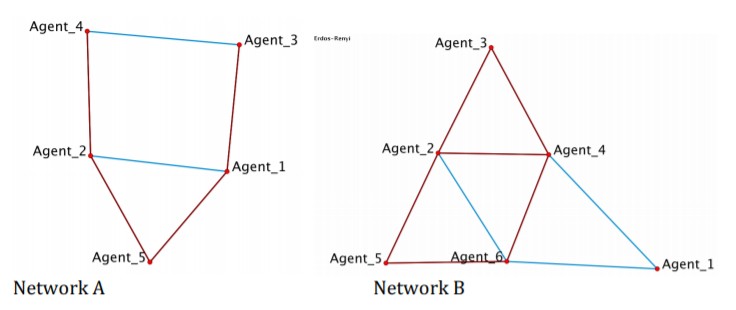 Agent_4
Agent_3
Agent_2
Agent_1
Agent_5
Network A
Erdos-Renyi
Agent_3
Agent_2
Agent_4
Agent_5
Agent_6
Agent_1
Network B